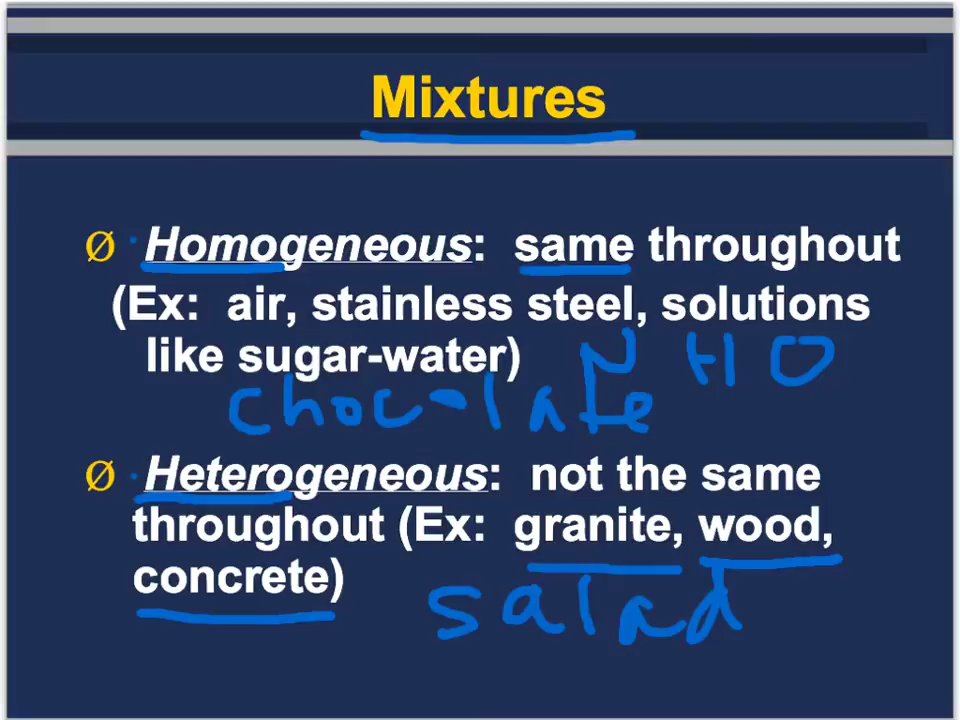 Mixtures
Ø Homogeneous: same throughout
(Ex: air, stainless steel, solutions
like sugar-water) N H O
chocolate
Ø Heterogeneous: not the same
throughout (Ex: granite, wood,
concrete)
salad